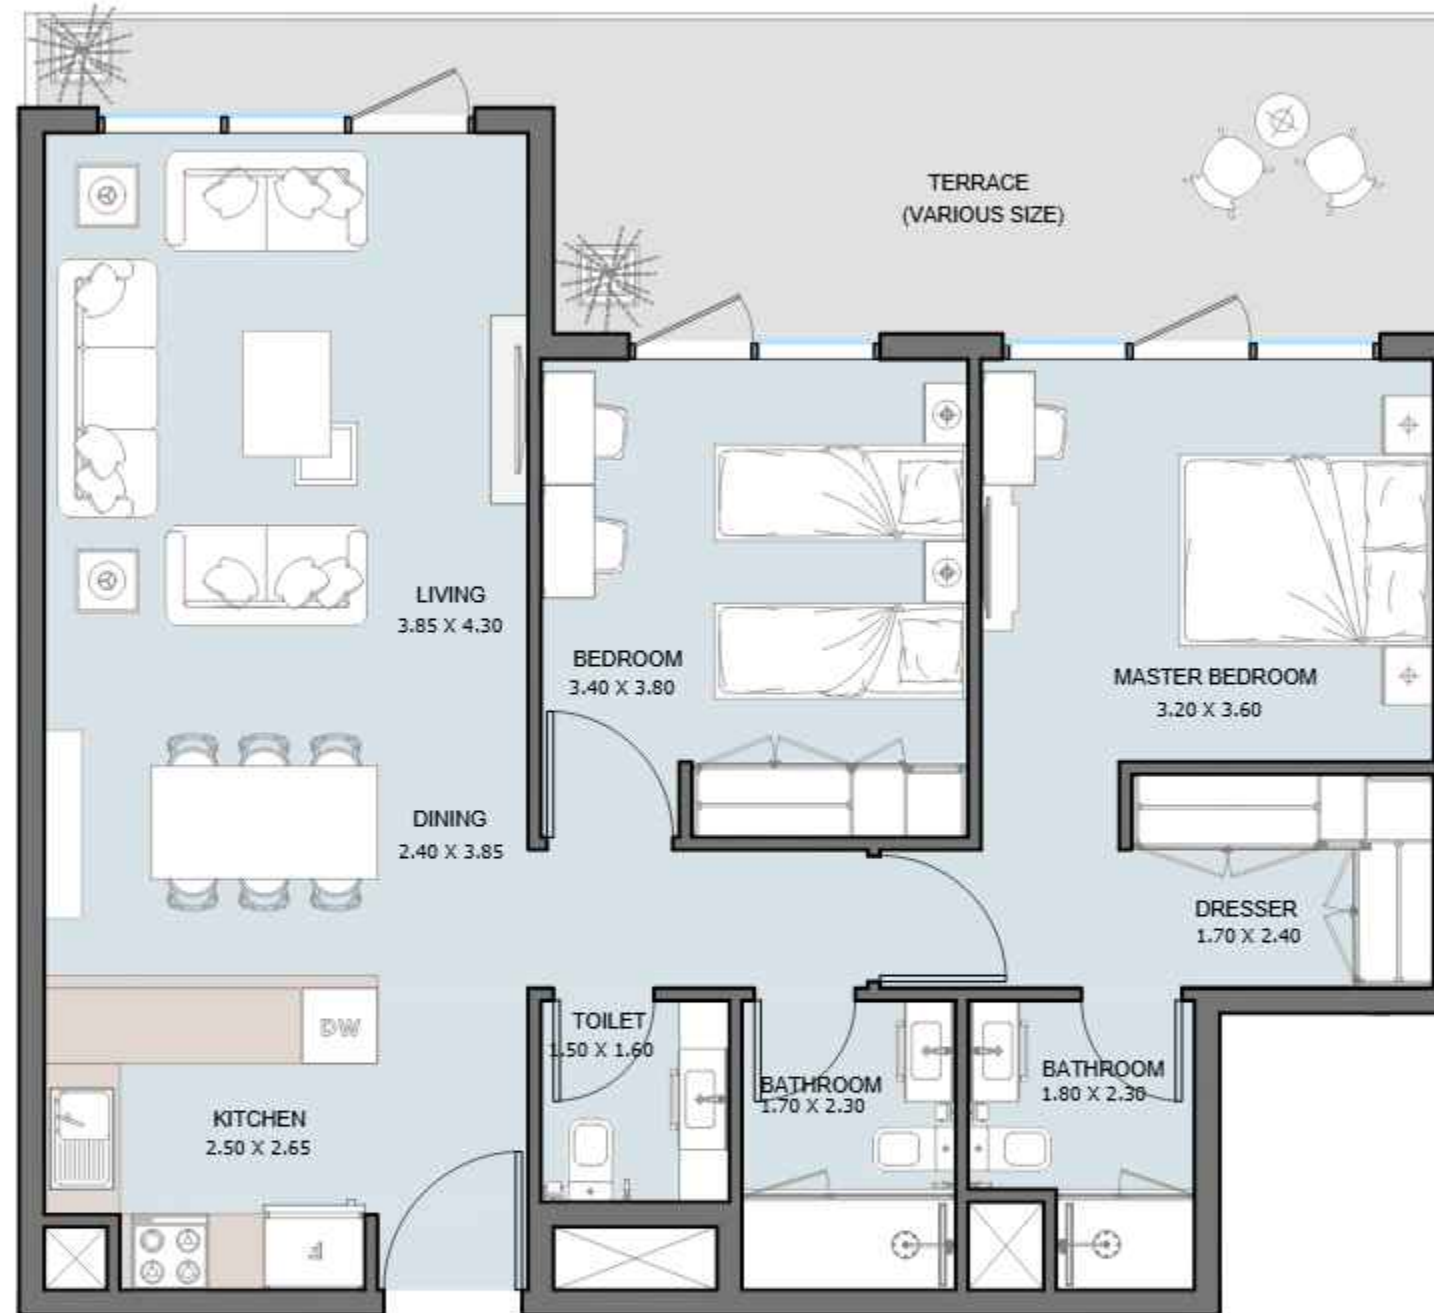 TERRACE
(VARIOUS SIZE)
LIVING
3.85 X 4.30
BEDROOM
3.40 X 3.80
MASTER BEDROOM
3.20 X 3.60
DINING
2.40 X 3.85
DRESSER
1.70 X 2.40
DW
TOILET
1.50 X 1.60
BATHROOM
1.70 X 2.30
BATHROOM
1.80 X 2.30
KITCHEN
2.50 X 2.65